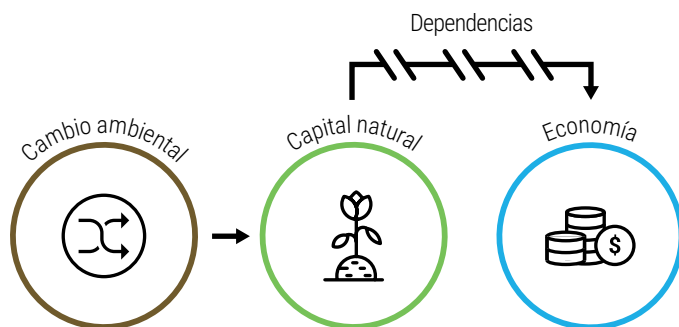 Dependencias
Cambio ambiental
Capital natural
Economía
$